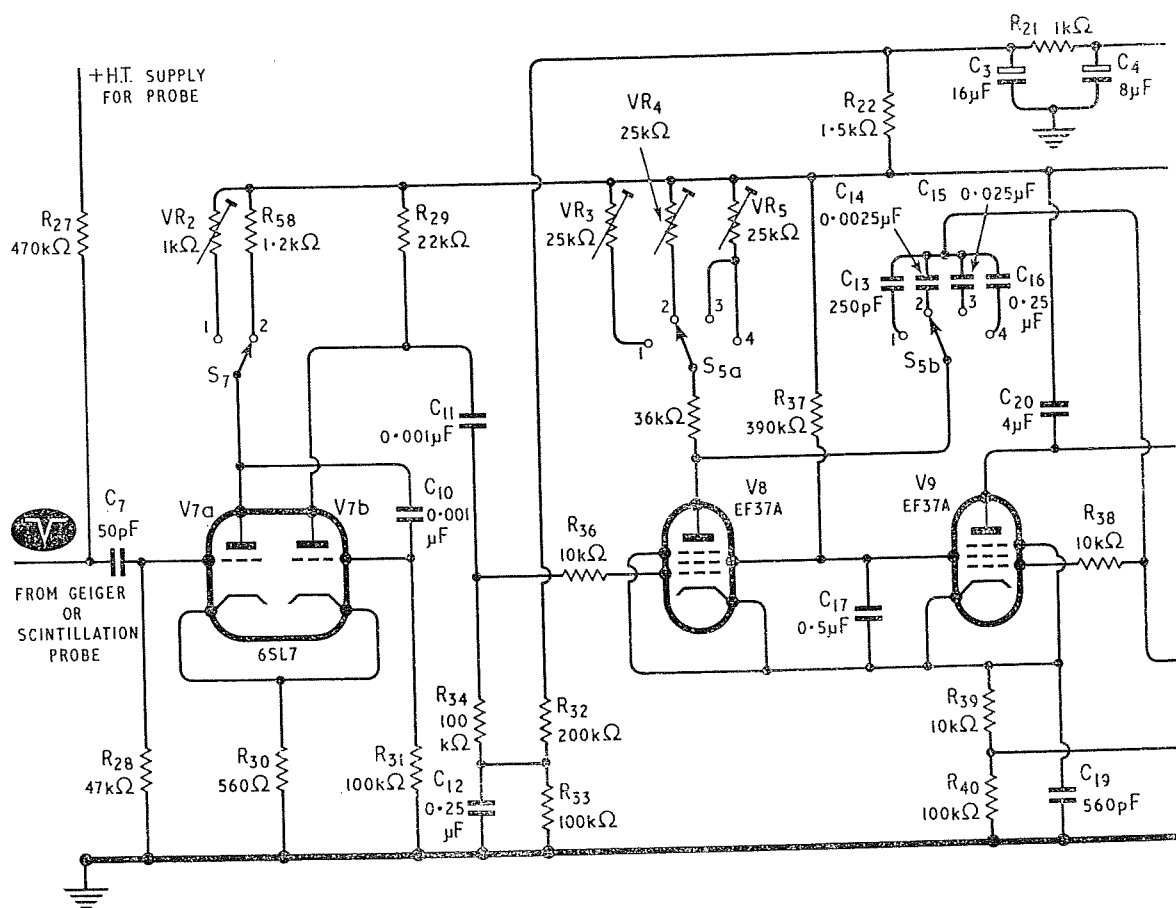 R21 1kΩ
+H.T. SUPPLY
FOR PROBE
C3
16μF
C4
8μF
VR4
25kΩ
R22
1·5kΩ
R27
470kΩ
VR2
1kΩ
R58
1·2kΩ
R29
22kΩ
VR3
25kΩ
VR5
25kΩ
C14
0·0025μF
C15 0·025μF
C13
250pF
C16
0·25
μF
1
2
S7
1
2
3
4
S5a
1
2
3
4
S5b
C11
0·001μF
36kΩ
R37
390kΩ
C20
4μF
C7
50pF
V7a
V7b
C10
0·001
μF
V8
EF37A
V9
EF37A
R36
10kΩ
R38
10kΩ
FROM GEIGER
OR
SCINTILLATION
PROBE
6SL7
C17
0·5μF
R28
47kΩ
R30
560Ω
R31
100kΩ
R34
100
kΩ
R32
200kΩ
C12
0·25
μF
R33
100kΩ
R39
10kΩ
R40
100kΩ
C19
560pF